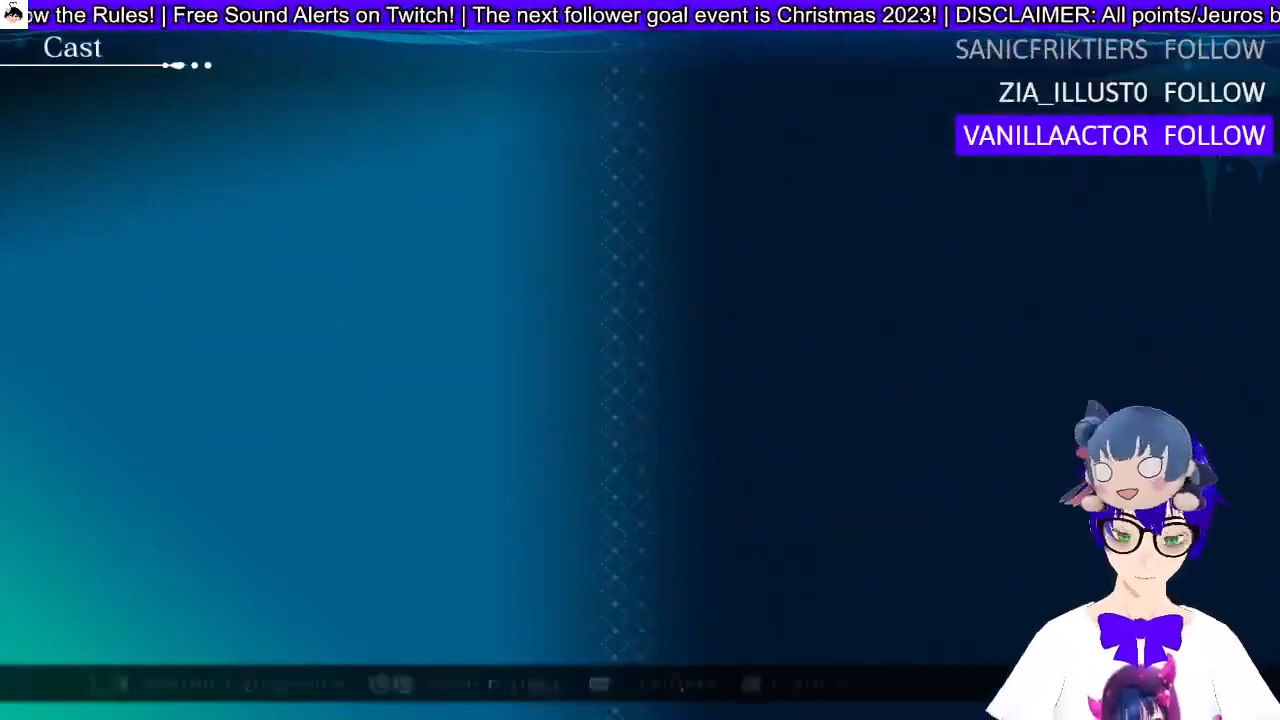 ow the Rules! | Free Sound Alerts on Twitch! | The next follower goal event is Christmas 2023! | DISCLAIMER: All points/Jeuros b
Cast
SANICFRIKTIERS FOLLOW
ZIA_ILLUST0 FOLLOW
VANILLAACTOR FOLLOW